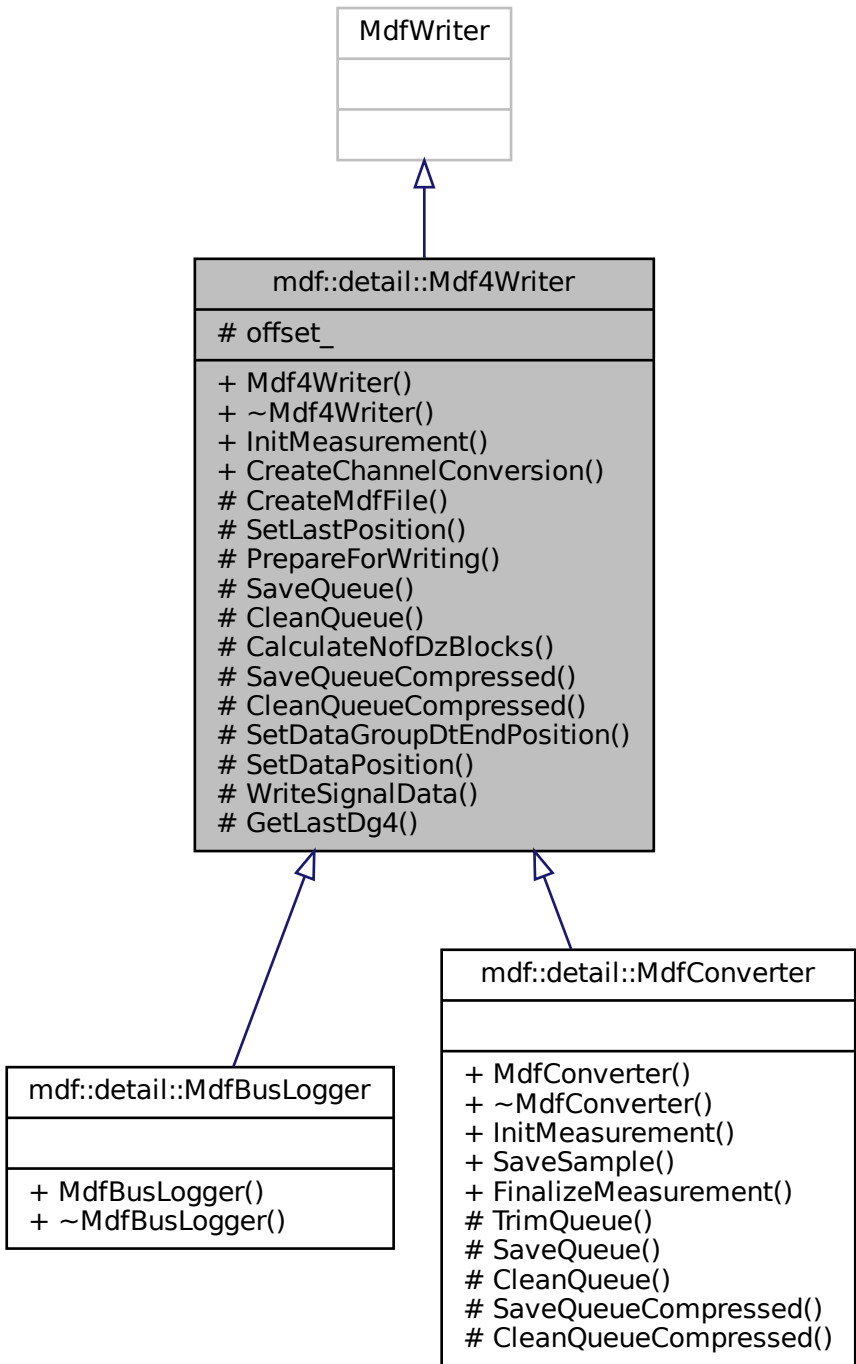 MdfWriter
mdf::detail::Mdf4Writer
# offset_
+ Mdf4Writer()
+ ~Mdf4Writer()
+ InitMeasurement()
+ CreateChannelConversion()
# CreateMdfFile()
# SetLastPosition()
# PrepareForWriting()
# SaveQueue()
# CleanQueue()
# CalculateNofDzBlocks()
# SaveQueueCompressed()
# CleanQueueCompressed()
# SetDataGroupDtEndPosition()
# SetDataPosition()
# WriteSignalData()
# GetLastDg4()
mdf::detail::MdfBusLogger
+ MdfBusLogger()
+ ~MdfBusLogger()
mdf::detail::MdfConverter
+ MdfConverter()
+ ~MdfConverter()
+ InitMeasurement()
+ SaveSample()
+ FinalizeMeasurement()
# TrimQueue()
# SaveQueue()
# CleanQueue()
# SaveQueueCompressed()
# CleanQueueCompressed()